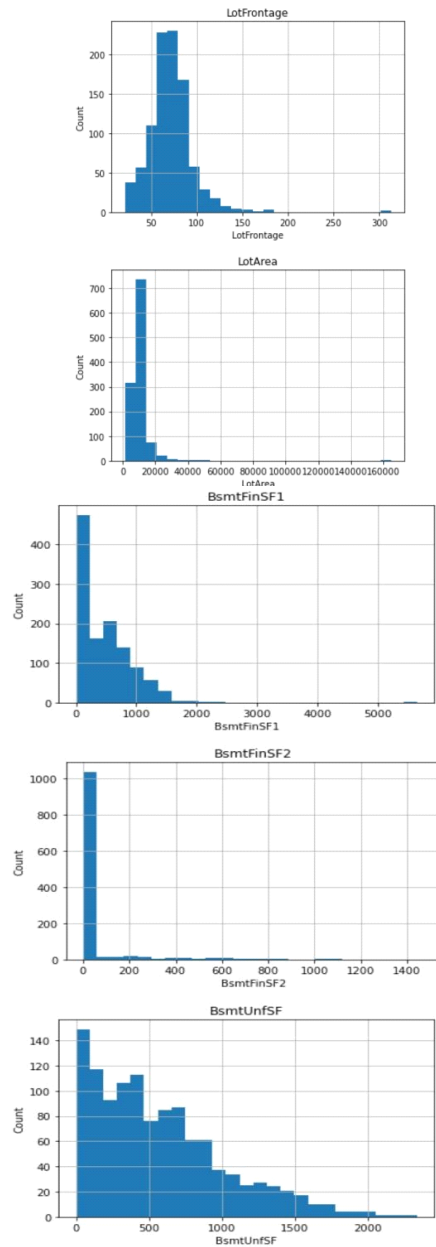 LotFrontage
200
150
Count
100
50
0
50 100 150 200 250 300
LotFrontage
LotArea
700
600
500
Count
400
300
200
100
0
0 20000 40000 60000 80000 100000 120000 140000 160000
LotArea
BsmtFinSF1
400
300
Count
200
100
0
0 1000 2000 3000 4000 5000
BsmtFinSF1
BsmtFinSF2
1000
800
600
Count
400
200
0
0 200 400 600 800 1000 1200 1400
BsmtFinSF2
BsmtUnfSF
140
120
100
Count
80
60
40
20
0
0 500 1000 1500 2000
BsmtUnfSF